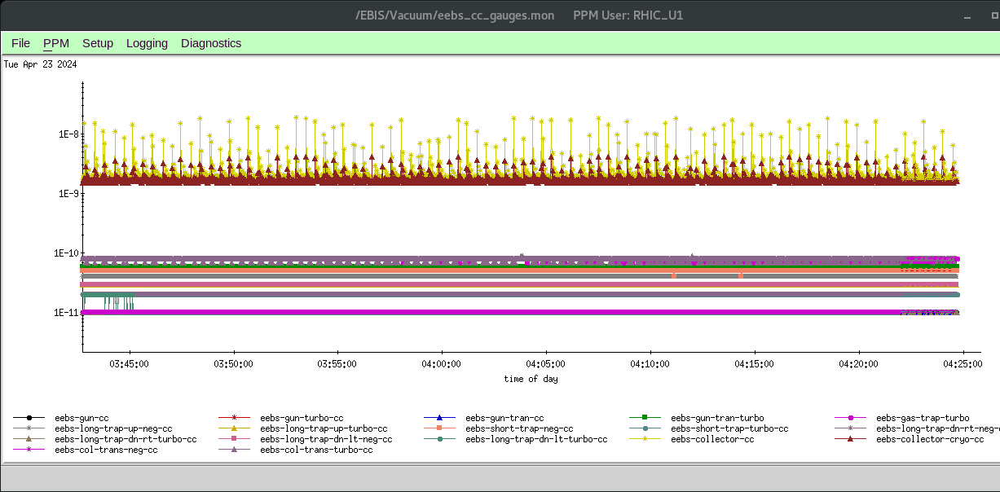 /EBIS/Vacuum/eebs_cc_gauges.mon PPM User: RHIC_U1
File PPM Setup Logging Diagnostics
Tue Apr 23 2024
1E-8
1E-9
1E-10
1E-11
03:45:00 03:50:00 03:55:00 04:00:00 04:05:00 04:10:00 04:15:00 04:20:00 04:25:00
time of day
eebs-gun-cc eebs-gun-turbo-cc eebs-gun-tran-cc eebs-gun-tran-turbo eebs-gas-trap-turbo
eebs-long-trap-up-neg-cc eebs-long-trap-up-turbo-cc eebs-short-trap-neg-cc eebs-short-trap-turbo-cc eebs-long-trap-dn-rt-neg-
eebs-long-trap-dn-rt-turbo-cc eebs-long-trap-dn-lt-neg-cc eebs-long-trap-dn-lt-turbo-cc eebs-collector-cc eebs-collector-cryo-cc
eebs-col-trans-neg-cc eebs-col-trans-turbo-cc